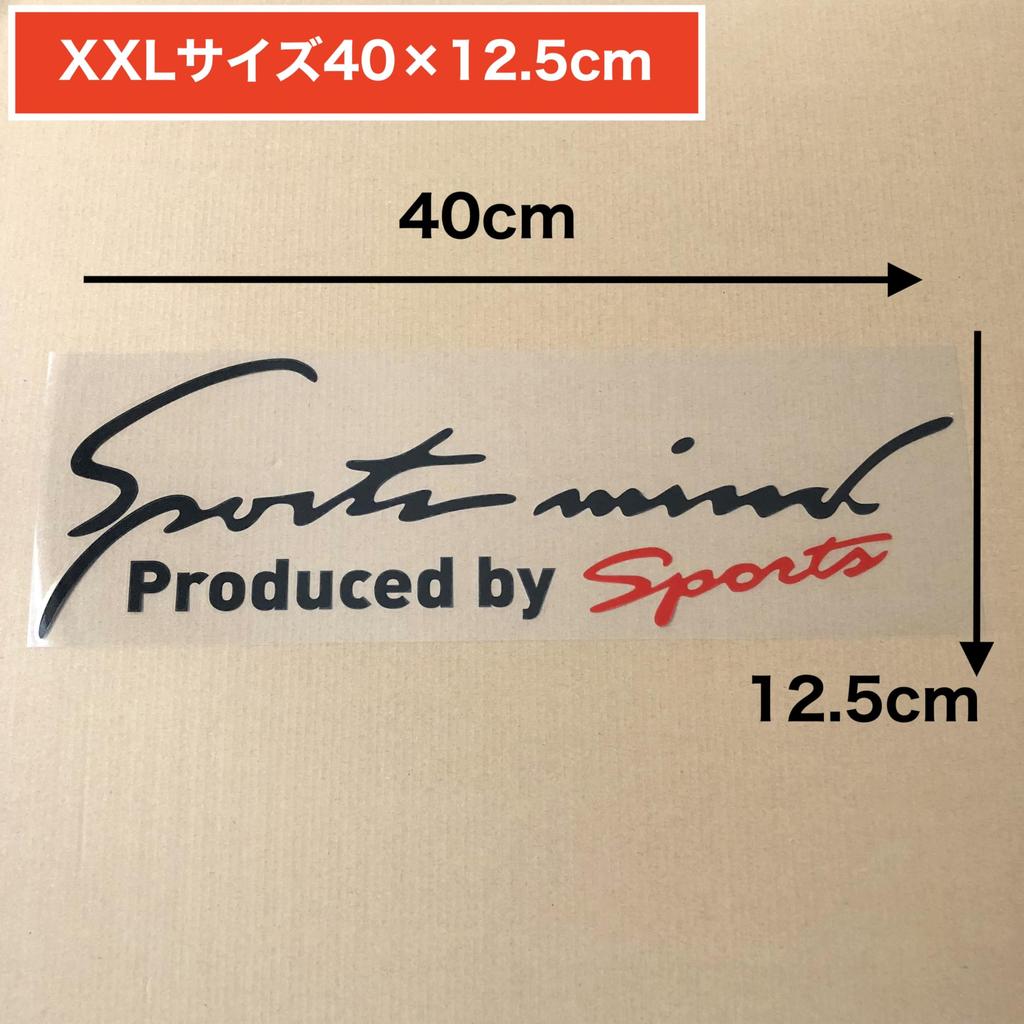 XXLサイズ40×12.5cm
40cm
Sports mind
Produced by Sports
12.5cm